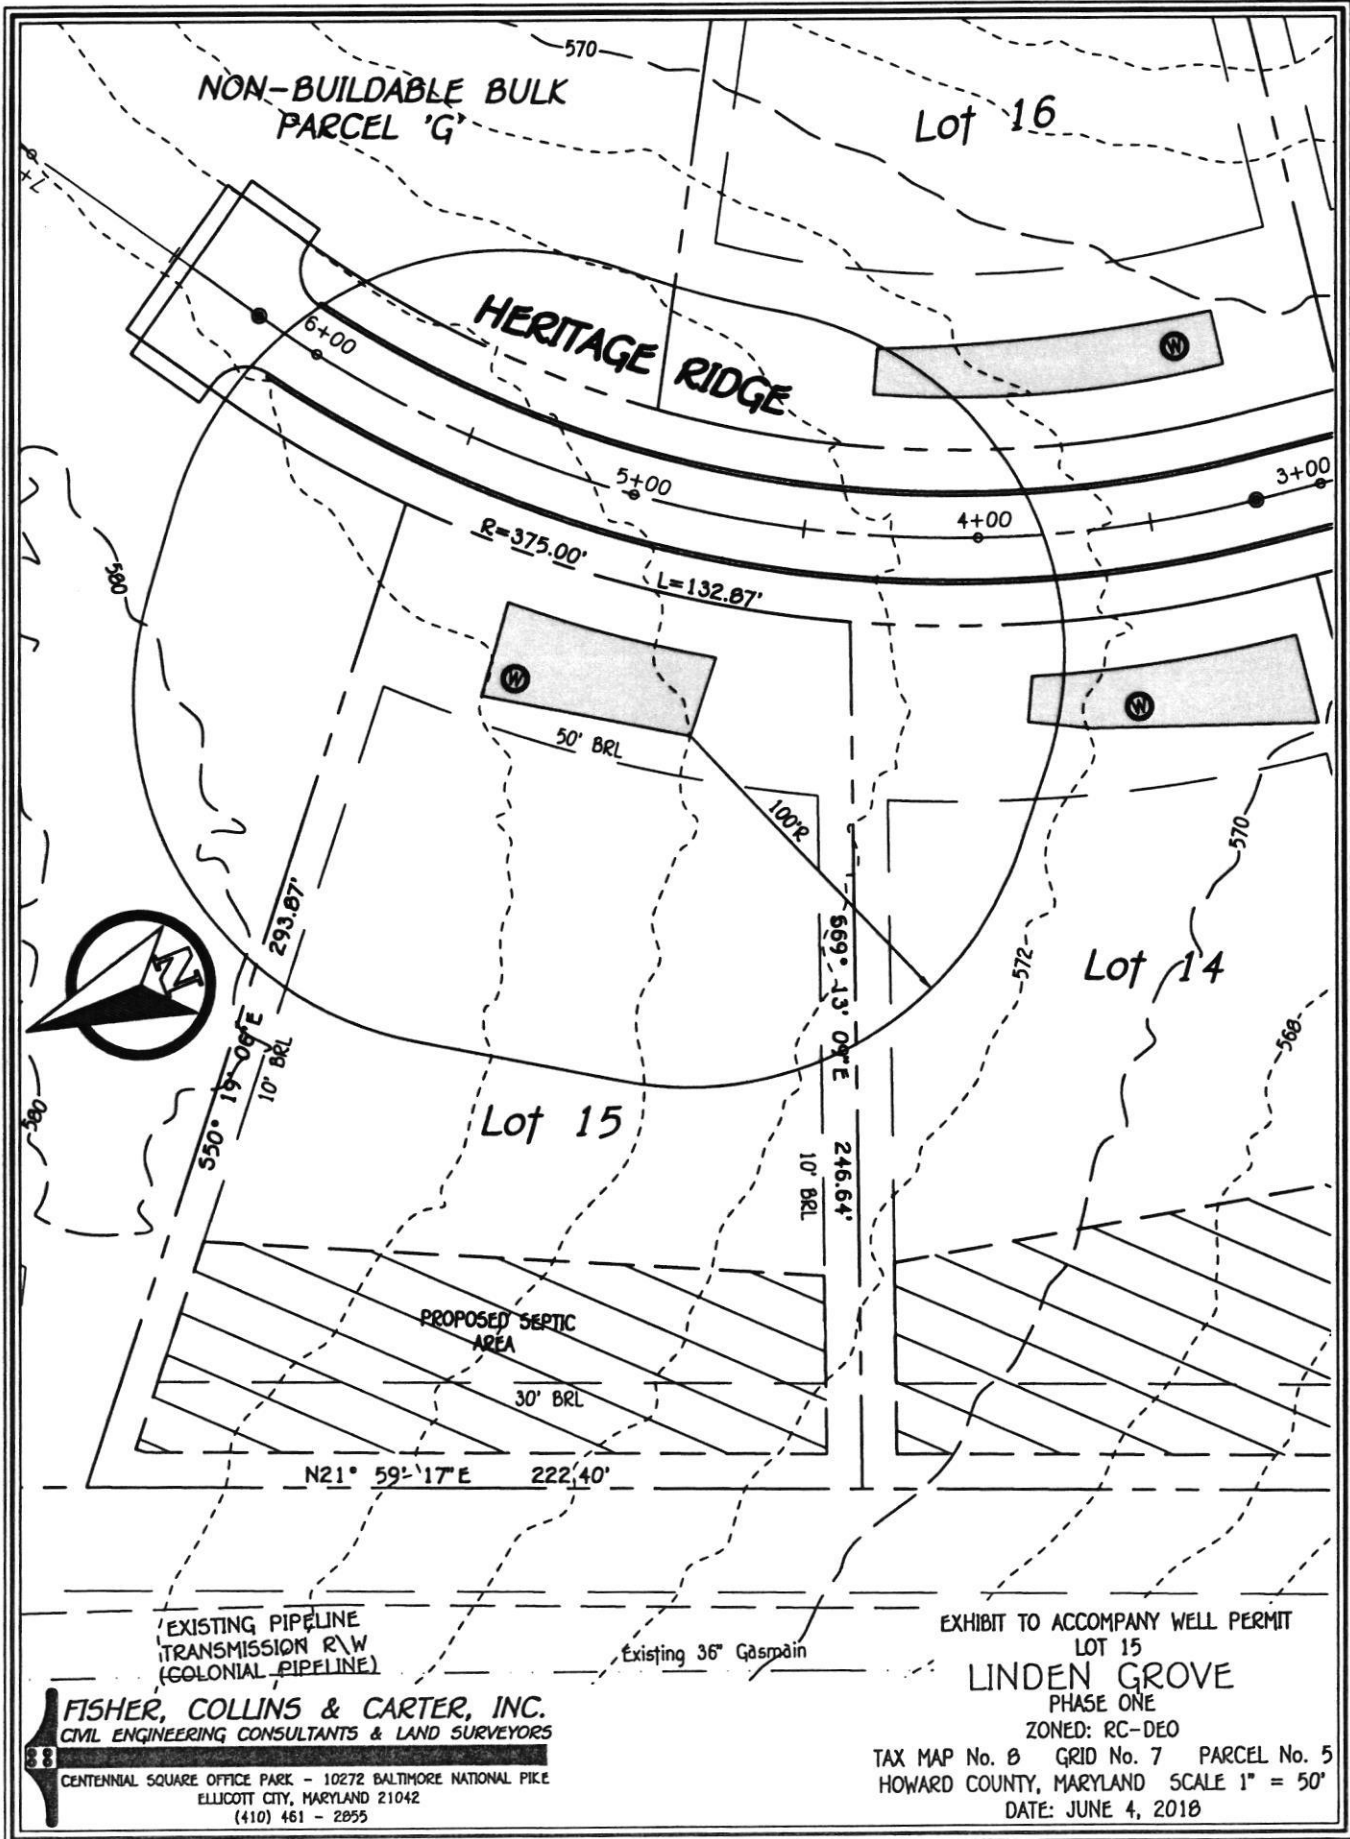 570
NON-BUILDABLE BULK
PARCEL 'G'
Lot 16
7+
6+00
HERITAGE RIDGE
W
5+00
4+00
3+00
R=375.00'
L=132.87'
580
W
W
50' BRL
100'R
570
293.87'
S69° 13' 09"E
572
Lot 14
N
S50° 19' 06"E
10' BRL
568
580
Lot 15
246.64'
10' BRL
PROPOSED SEPTIC
AREA
30' BRL
N21° 59' 17"E 222.40'
EXISTING PIPELINE
TRANSMISSION R\W
(COLONIAL PIPELINE)
Existing 36" Gasmain
EXHIBIT TO ACCOMPANY WELL PERMIT
LOT 15
LINDEN GROVE
PHASE ONE
ZONED: RC-DEO
TAX MAP No. 8 GRID No. 7 PARCEL No. 5
HOWARD COUNTY, MARYLAND SCALE 1" = 50'
DATE: JUNE 4, 2018
FISHER, COLLINS & CARTER, INC.
CIVIL ENGINEERING CONSULTANTS & LAND SURVEYORS
CENTENNIAL SQUARE OFFICE PARK - 10272 BALTIMORE NATIONAL PIKE
ELLICOTT CITY, MARYLAND 21042
(410) 461 - 2855